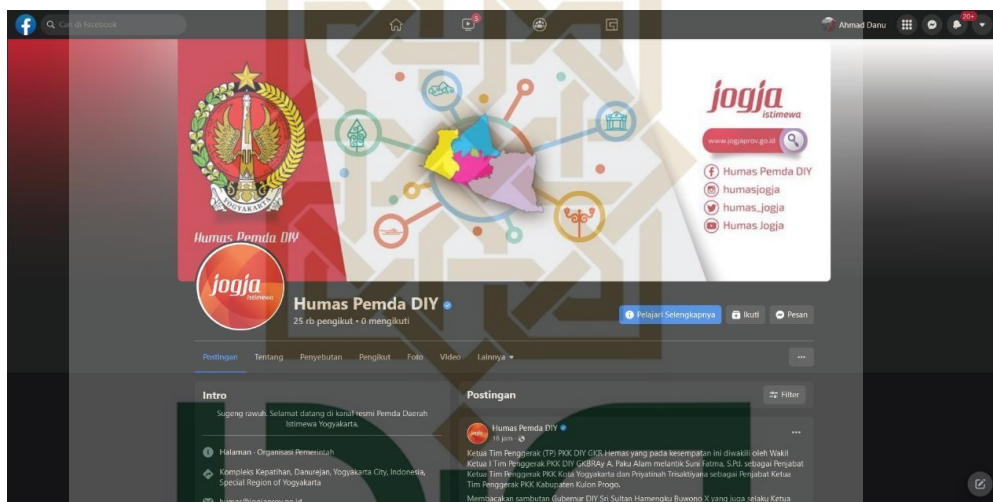 Cari di Facebook
5
Ahmad Danu
20+
YOGYAKARTA
Humas Pemda DIY
jogja
istimewa
www.jogjaprov.go.id
Humas Pemda DIY
humasjogja
humas_jogja
Humas Jogja
jogja
istimewa
Humas Pemda DIY
25 rb pengikut • 0 mengikuti
Pelajari Selengkapnya
Ikuti
Pesan
Postingan Tentang Penyebutan Pengikut Foto Video Lainnya
Intro
Sugeng rawuh. Selamat datang di kanal resmi Pemda Daerah
Istimewa Yogyakarta.
Halaman · Organisasi Pemerintah
Kompleks Kepatihan, Danurejan, Yogyakarta City, Indonesia,
Special Region of Yogyakarta
humas@jogjaprov.go.id
Postingan
Filter
Humas Pemda DIY
18 jam ·
Ketua Tim Penggerak (TP) PKK DIY GKR Hemas yang pada kesempatan ini diwakili oleh Wakil
Ketua I Tim Penggerak PKK DIY GKBRAy A. Paku Alam melantik Suni Fatma, S.Pd. sebagai Penjabat
Ketua Tim Penggerak PKK Kota Yogyakarta dan Priyatinah Trisaktiyana sebagai Penjabat Ketua
Tim Penggerak PKK Kabupaten Kulon Progo.
Membacakan sambutan Gubernur DIY Sri Sultan Hamengku Buwono X yang juga selaku Ketua